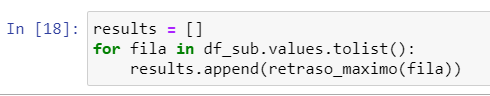 In [18]: results = []
for fila in df_sub.values.tolist():
    results.append(retraso_maximo(fila))